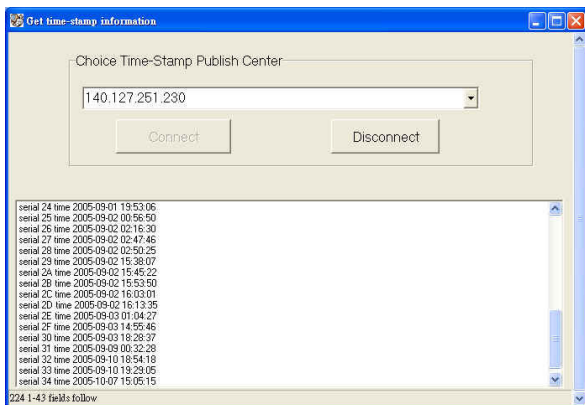 Get time-stamp information
Choice Time-Stamp Publish Center
140.127.251.230
Connect
Disconnect
serial 24 time 2005-09-01 19:53:06
serial 25 time 2005-09-02 00:56:50
serial 26 time 2005-09-02 02:16:30
serial 27 time 2005-09-02 02:47:46
serial 28 time 2005-09-02 02:50:25
serial 29 time 2005-09-02 15:38:07
serial 2A time 2005-09-02 15:45:22
serial 2B time 2005-09-02 15:53:50
serial 2C time 2005-09-02 16:03:01
serial 2D time 2005-09-02 16:13:35
serial 2E time 2005-09-03 01:04:27
serial 2F time 2005-09-03 14:55:46
serial 30 time 2005-09-03 18:28:37
serial 31 time 2005-09-09 00:32:28
serial 32 time 2005-09-10 18:54:18
serial 33 time 2005-09-10 19:29:05
serial 34 time 2005-10-07 15:05:15
224 1-43 fields follow